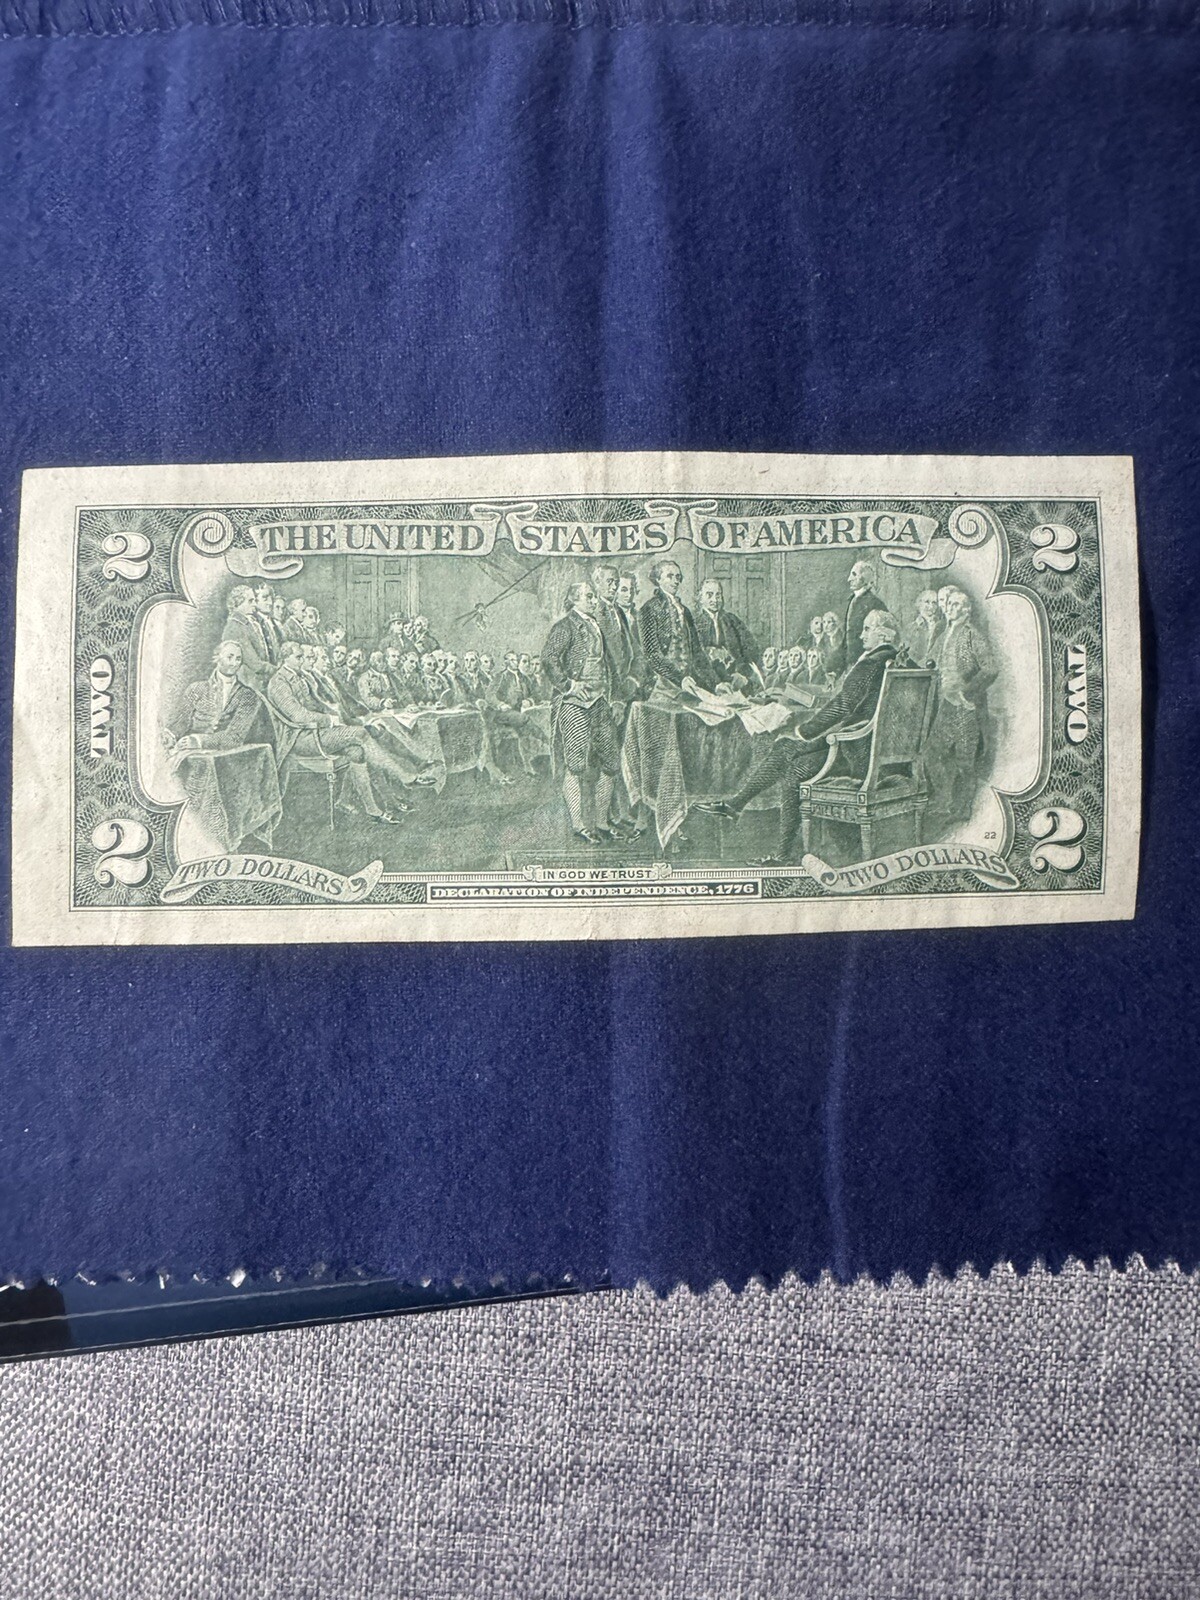 THE UNITED STATES OF AMERICA
2 2
TWO TWO
2 2
22
TWO DOLLARS TWO DOLLARS
IN GOD WE TRUST
DECLARATION OF INDEPENDENCE, 1776